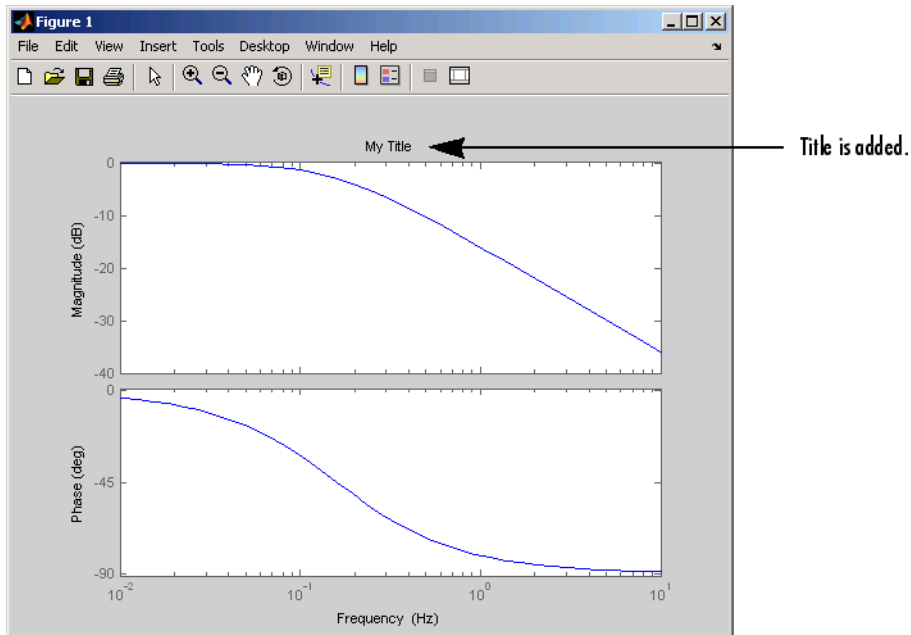 Figure 1
File Edit View Insert Tools Desktop Window Help
My Title
Title is added.
0
-10
-20
-30
-40
Magnitude (dB)
0
-45
-90
Phase (deg)
10^-2 10^-1 10^0 10^1
Frequency (Hz)